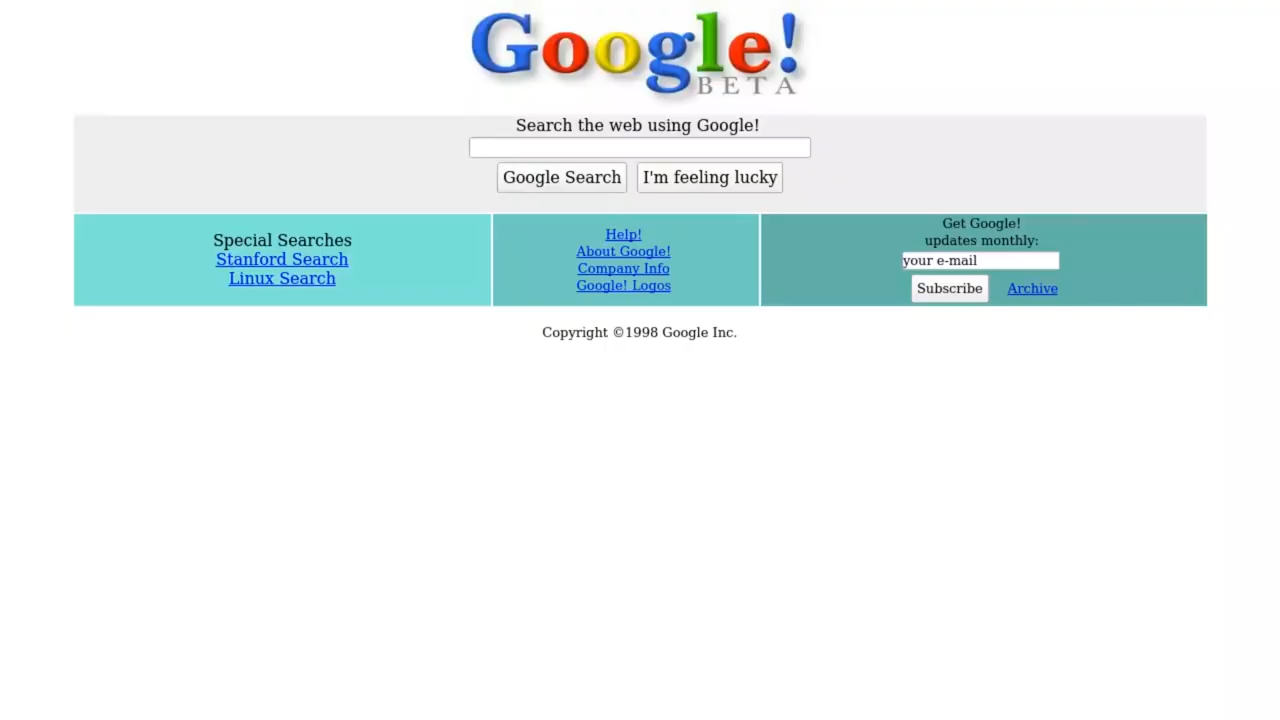 Google!
BETA
Search the web using Google!
Google Search I'm feeling lucky
Special Searches
Stanford Search
Linux Search
Help!
About Google!
Company Info
Google! Logos
Get Google!
updates monthly:
your e-mail
Subscribe Archive
Copyright ©1998 Google Inc.